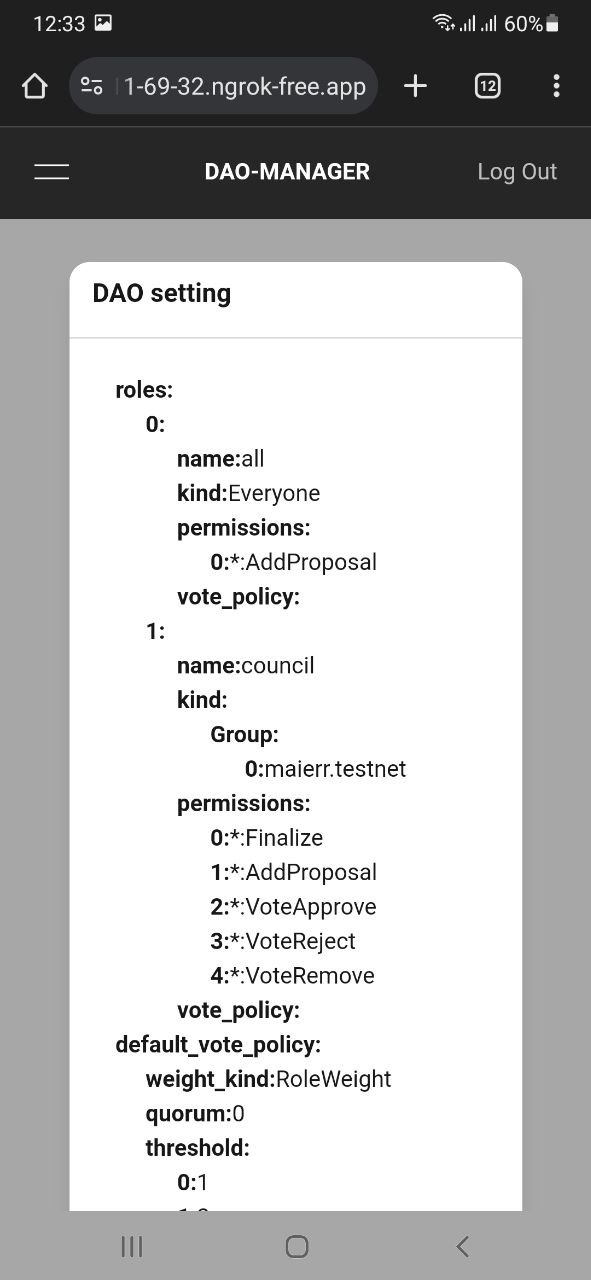 12:33
60%
1-69-32.ngrok-free.app
12
DAO-MANAGER
Log Out
DAO setting
roles:
0:
name:all
kind:Everyone
permissions:
0:*:AddProposal
vote_policy:
1:
name:council
kind:
Group:
0:maierr.testnet
permissions:
0:*:Finalize
1:*:AddProposal
2:*:VoteApprove
3:*:VoteReject
4:*:VoteRemove
vote_policy:
default_vote_policy:
weight_kind:RoleWeight
quorum:0
threshold:
0:1